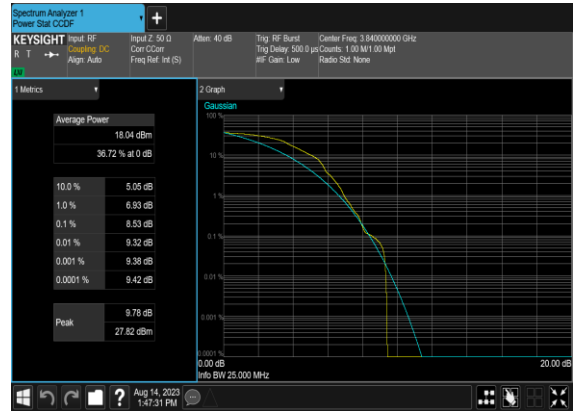 Spectrum Analyzer 1
Power Stat CCDF
KEYSIGHT
R T
LW
Input: RF
Coupling: DC
Align: Auto
Input Z: 50 Ω
Corr CCorr
Freq Ref: Int (S)
Atten: 40 dB
Trig: RF Burst
Trig Delay: 500.0 µs
#IF Gain: Low
Center Freq: 3.840000000 GHz
Counts: 1.00 M/1.00 Mpt
Radio Std: None
1 Metrics
Average Power
18.04 dBm
36.72 % at 0 dB
10.0 % 5.05 dB
1.0 % 6.93 dB
0.1 % 8.53 dB
0.01 % 9.32 dB
0.001 % 9.38 dB
0.0001 % 9.42 dB
Peak
9.78 dB
27.82 dBm
2 Graph
Gaussian
100 %
10 %
1 %
0.1 %
0.01 %
0.001 %
0.0001 %
0.00 dB
20.00 dB
Info BW 25.000 MHz
?
Aug 14, 2023
1:47:31 PM